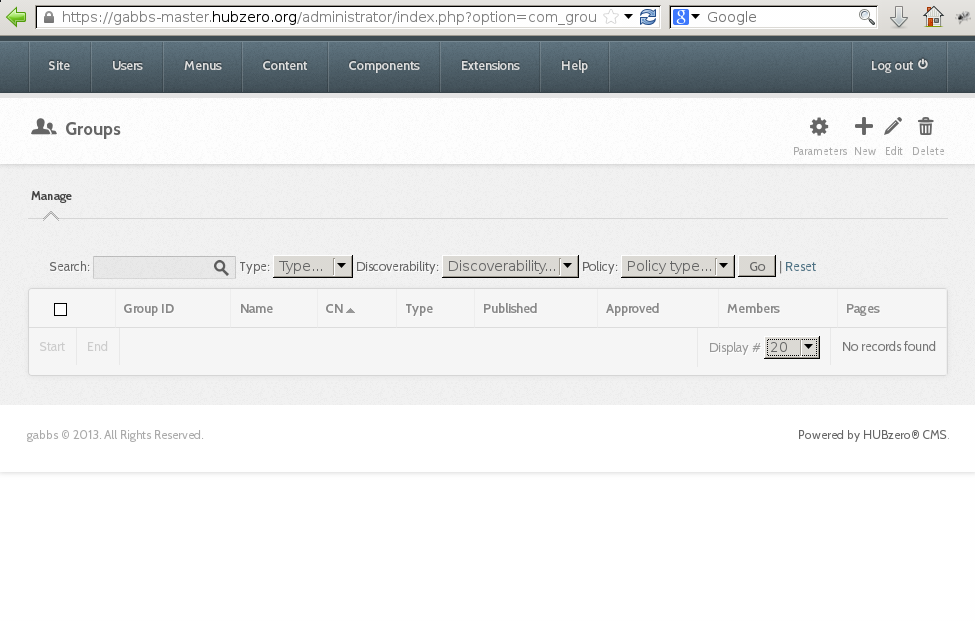 https://gabbs-master.hubzero.org/administrator/index.php?option=com_grou
Google
Site Users Menus Content Components Extensions Help Log out
Groups
Parameters New Edit Delete
Manage
Search: Type: Type... Discoverability: Discoverability... Policy: Policy type... Go | Reset
Group ID Name CN Type Published Approved Members Pages
Start End Display # 20 No records found
gabbs © 2013. All Rights Reserved. Powered by HUBzero® CMS.